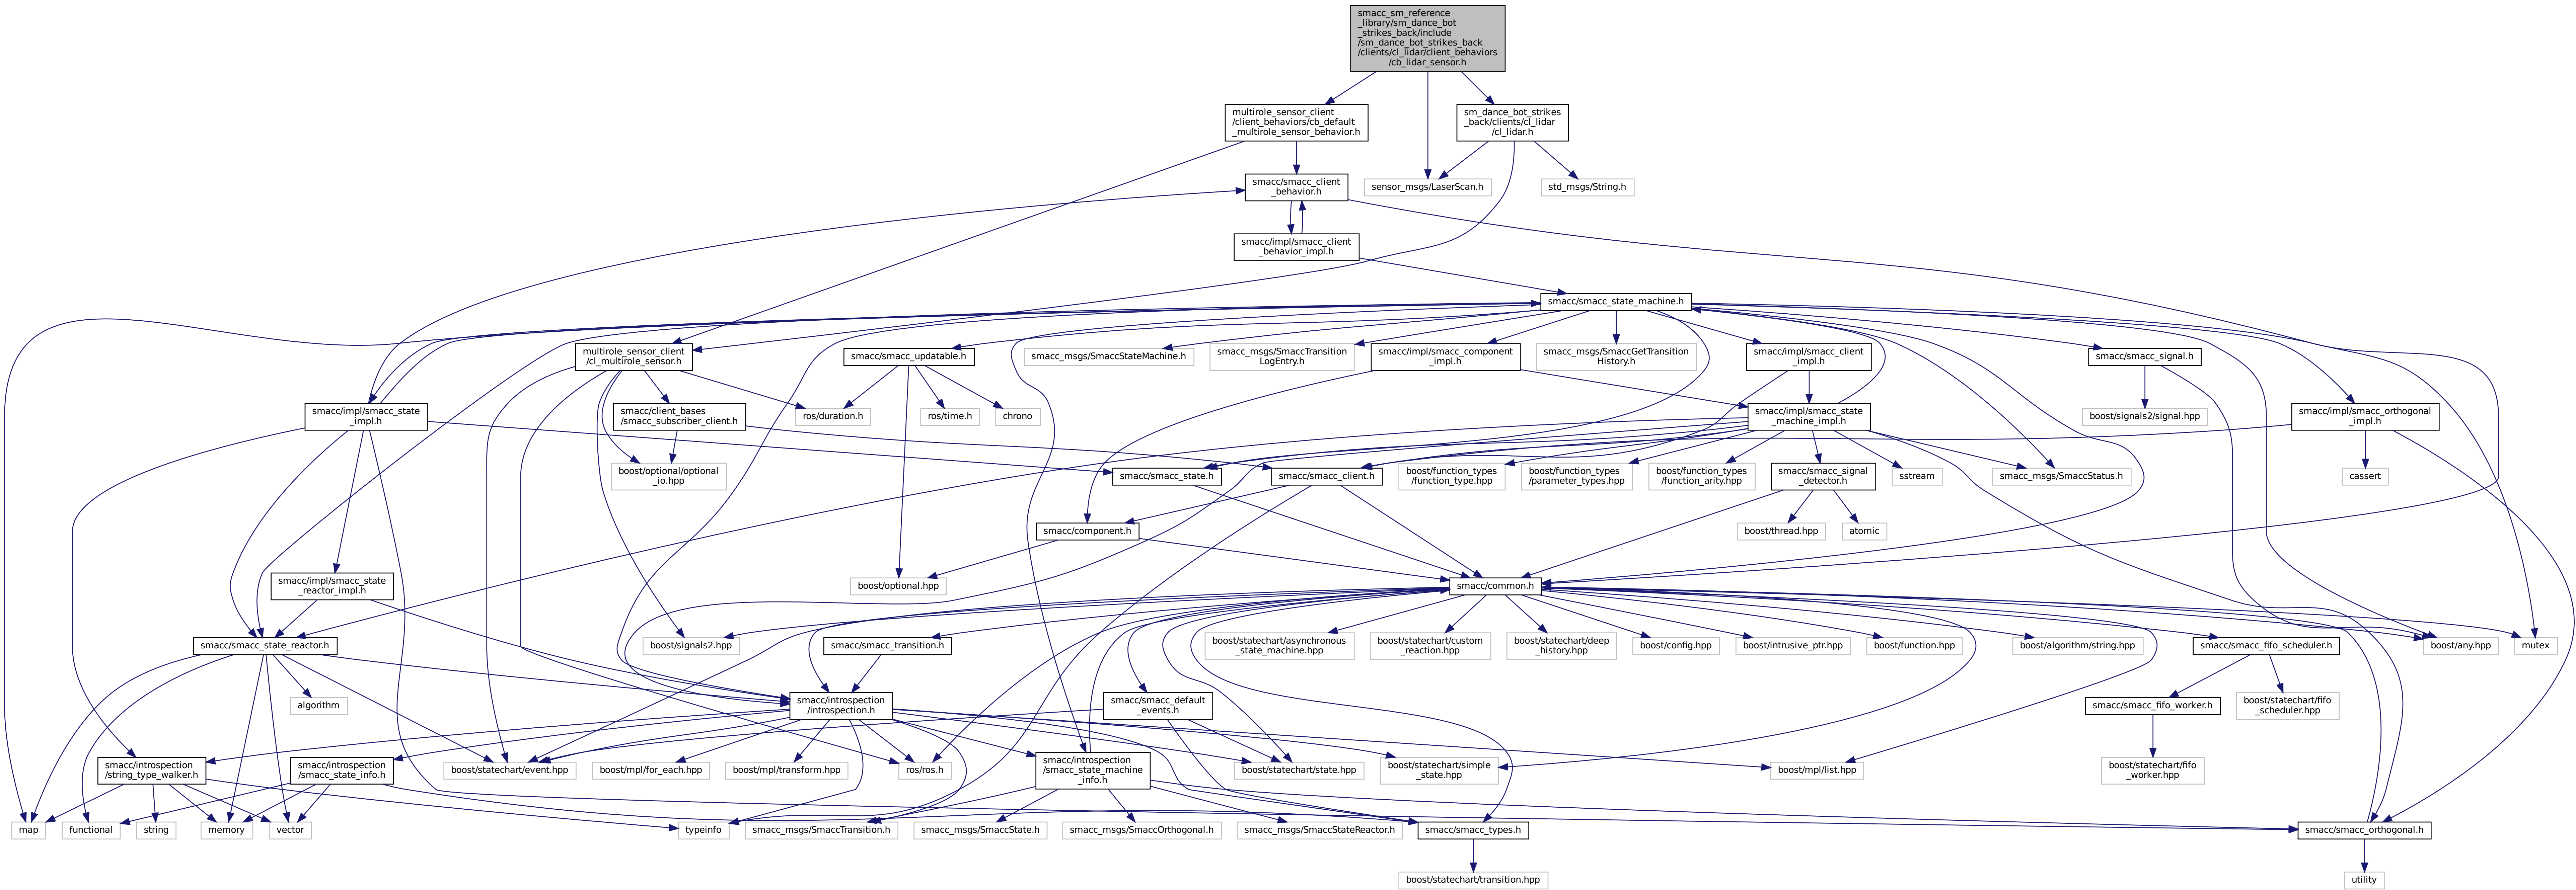 smacc_sm_reference
_library/sm_dance_bot
_strikes_back/include
/sm_dance_bot_strikes_back
/clients/cl_lidar/client_behaviors
/cb_lidar_sensor.h
multirole_sensor_client
/client_behaviors/cb_default
_multirole_sensor_behavior.h
sm_dance_bot_strikes
_back/clients/cl_lidar
/cl_lidar.h
smacc/smacc_client
_behavior.h
sensor_msgs/LaserScan.h
std_msgs/String.h
smacc/impl/smacc_client
_behavior_impl.h
smacc/smacc_state_machine.h
multirole_sensor_client
/cl_multirole_sensor.h
smacc/smacc_updatable.h
smacc_msgs/SmaccStateMachine.h
smacc_msgs/SmaccTransition
LogEntry.h
smacc/impl/smacc_component
_impl.h
smacc_msgs/SmaccGetTransition
History.h
smacc/impl/smacc_client
_impl.h
smacc/smacc_signal.h
smacc/impl/smacc_state
_impl.h
smacc/client_bases
/smacc_subscriber_client.h
ros/duration.h
ros/time.h
chrono
smacc/impl/smacc_state
_machine_impl.h
boost/signals2/signal.hpp
smacc/impl/smacc_orthogonal
_impl.h
boost/optional/optional
_io.hpp
smacc/smacc_state.h
smacc/smacc_client.h
boost/function_types
/function_type.hpp
boost/function_types
/parameter_types.hpp
boost/function_types
/function_arity.hpp
smacc/smacc_signal
_detector.h
sstream
smacc_msgs/SmaccStatus.h
cassert
smacc/component.h
boost/thread.hpp
atomic
smacc/impl/smacc_state
_reactor_impl.h
boost/optional.hpp
smacc/common.h
smacc/smacc_state_reactor.h
boost/signals2.hpp
smacc/smacc_transition.h
boost/statechart/asynchronous
_state_machine.hpp
boost/statechart/custom
_reaction.hpp
boost/statechart/deep
_history.hpp
boost/config.hpp
boost/intrusive_ptr.hpp
boost/function.hpp
boost/algorithm/string.hpp
smacc/smacc_fifo_scheduler.h
boost/any.hpp
mutex
algorithm
smacc/introspection
/introspection.h
smacc/smacc_default
_events.h
smacc/smacc_fifo_worker.h
boost/statechart/fifo
_scheduler.hpp
smacc/introspection
/string_type_walker.h
smacc/introspection
/smacc_state_info.h
boost/statechart/event.hpp
boost/mpl/for_each.hpp
boost/mpl/transform.hpp
ros/ros.h
smacc/introspection
/smacc_state_machine
_info.h
boost/statechart/state.hpp
boost/statechart/simple
_state.hpp
boost/mpl/list.hpp
boost/statechart/fifo
_worker.hpp
map
functional
string
memory
vector
typeinfo
smacc_msgs/SmaccTransition.h
smacc_msgs/SmaccState.h
smacc_msgs/SmaccOrthogonal.h
smacc_msgs/SmaccStateReactor.h
smacc/smacc_types.h
smacc/smacc_orthogonal.h
boost/statechart/transition.hpp
utility